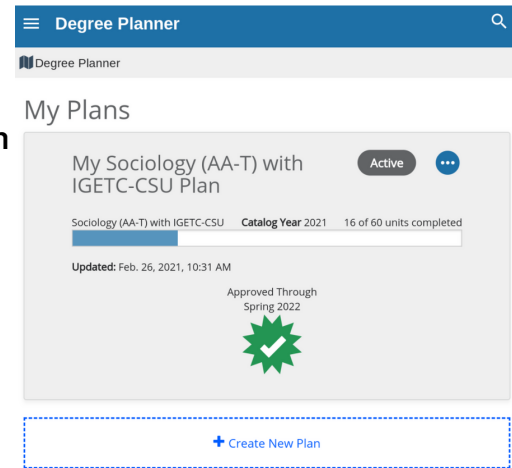 Degree Planner
Degree Planner
My Plans
My Sociology (AA-T) with
IGETC-CSU Plan
Active
Sociology (AA-T) with IGETC-CSU Catalog Year 2021 16 of 60 units completed
Updated: Feb. 26, 2021, 10:31 AM
Approved Through
Spring 2022
Create New Plan